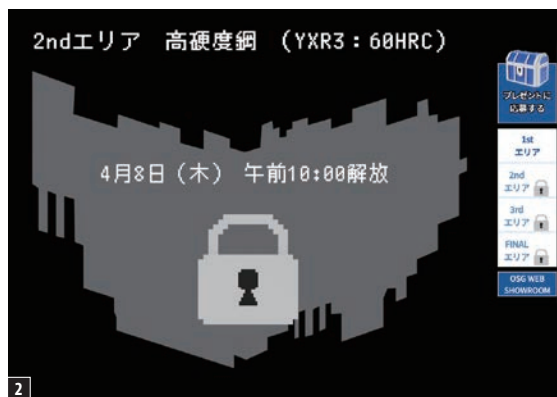 2ndエリア 高硬度鋼 (YXR3:60HRC)
4月8日(木) 午前10:00解放
プレゼントに
応募する
1st
エリア
2nd
エリア
3rd
エリア
FINAL
エリア
OSG WEB
SHOWROOM
2